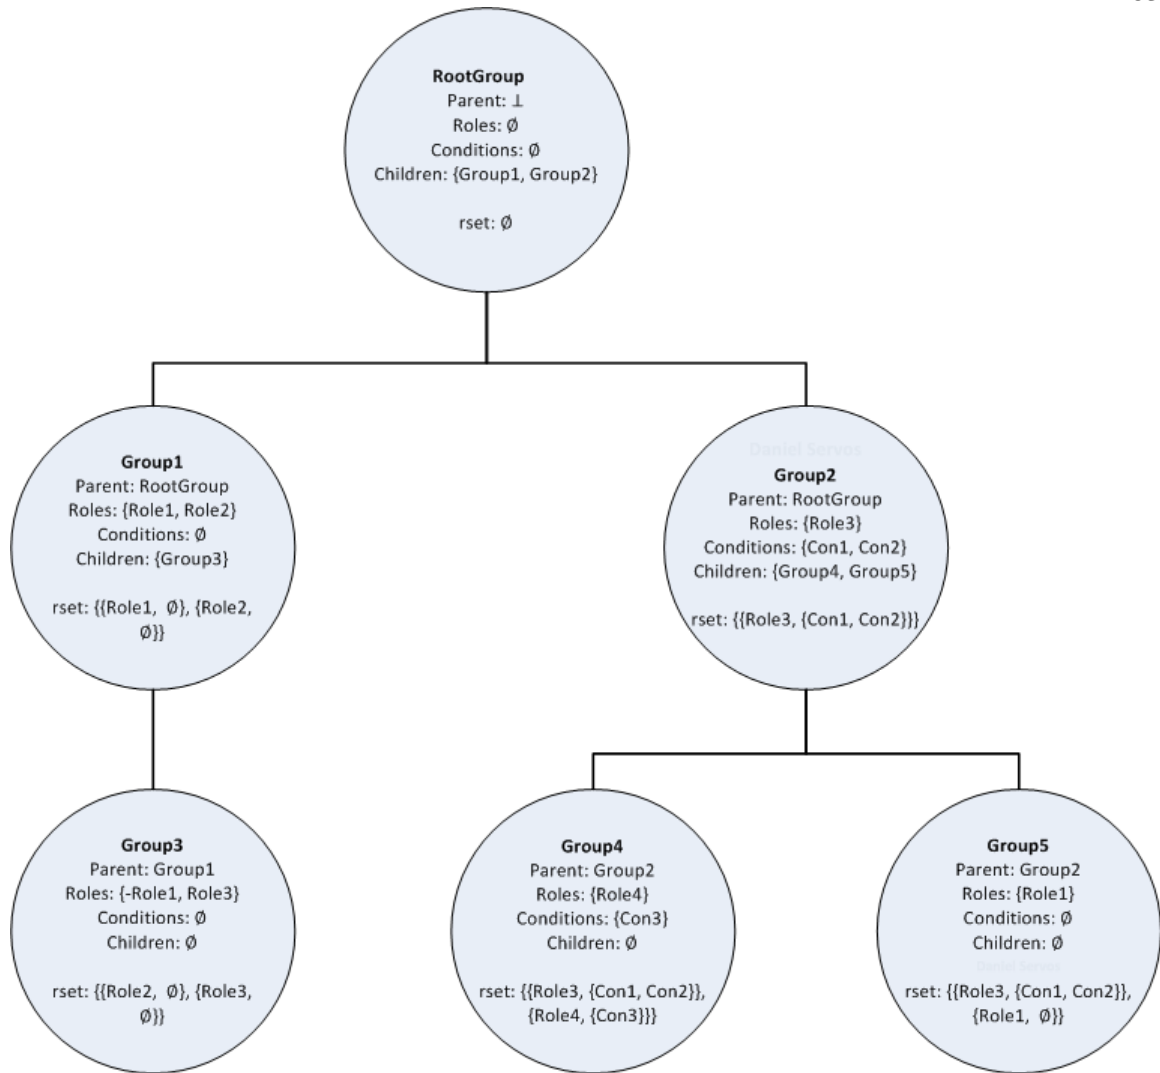 RootGroup
Parent: ⊥
Roles: ∅
Conditions: ∅
Children: {Group1, Group2}
rset: ∅
Group1
Parent: RootGroup
Roles: {Role1, Role2}
Conditions: ∅
Children: {Group3}
rset: {{Role1, ∅}, {Role2,
∅}}
Daniel Servos
Group2
Parent: RootGroup
Roles: {Role3}
Conditions: {Con1, Con2}
Children: {Group4, Group5}
rset: {{Role3, {Con1, Con2}}}
Group3
Parent: Group1
Roles: {-Role1, Role3}
Conditions: ∅
Children: ∅
rset: {{Role2, ∅}, {Role3,
∅}}
Group4
Parent: Group2
Roles: {Role4}
Conditions: {Con3}
Children: ∅
rset: {{Role3, {Con1, Con2}},
{Role4, {Con3}}}
Group5
Parent: Group2
Roles: {Role1}
Conditions: ∅
Children: ∅
Daniel Servos
rset: {{Role3, {Con1, Con2}},
{Role1, ∅}}